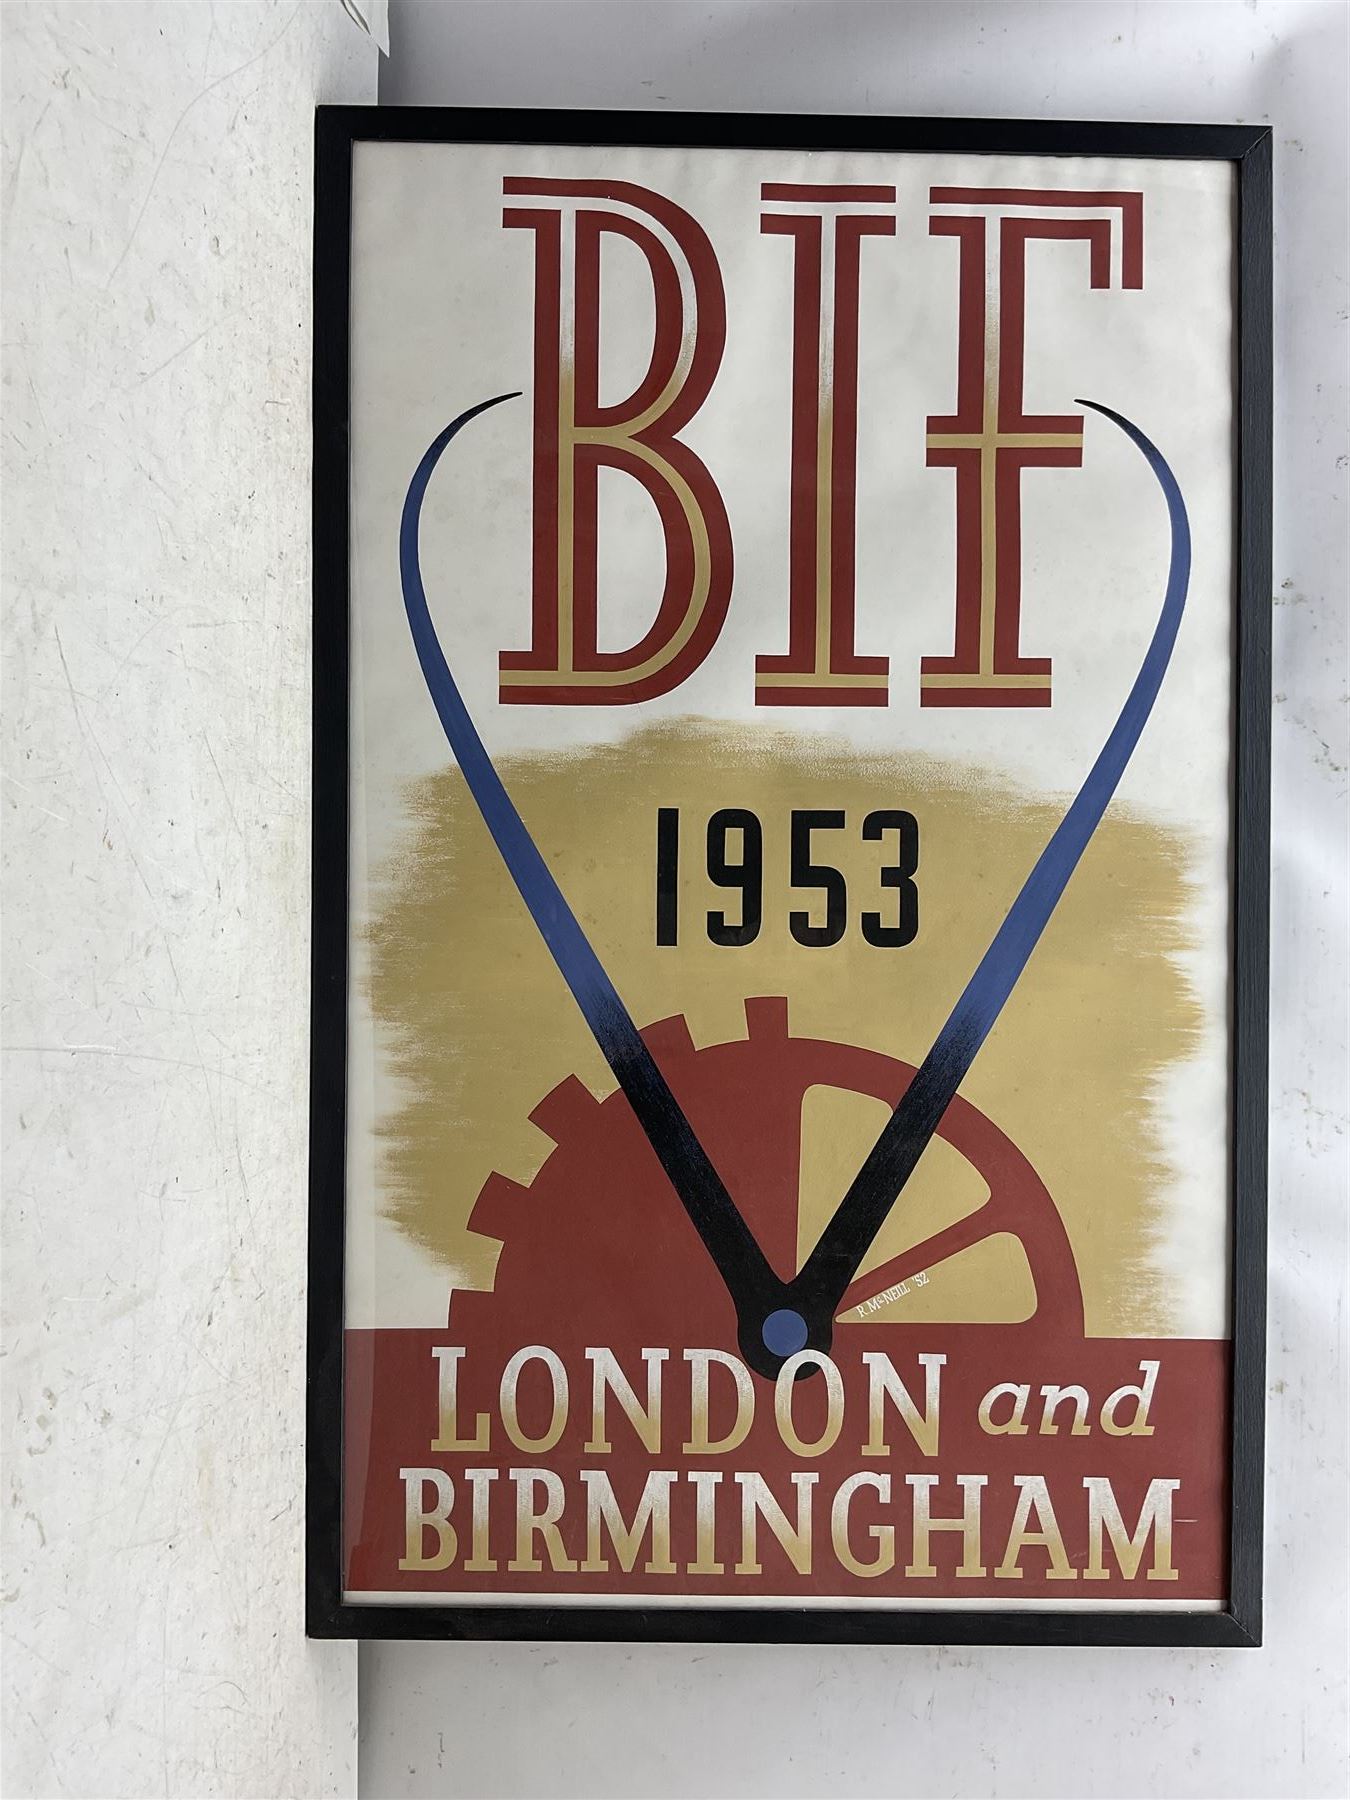 BIF
1953
R. McNEILL '52
LONDON and
BIRMINGHAM